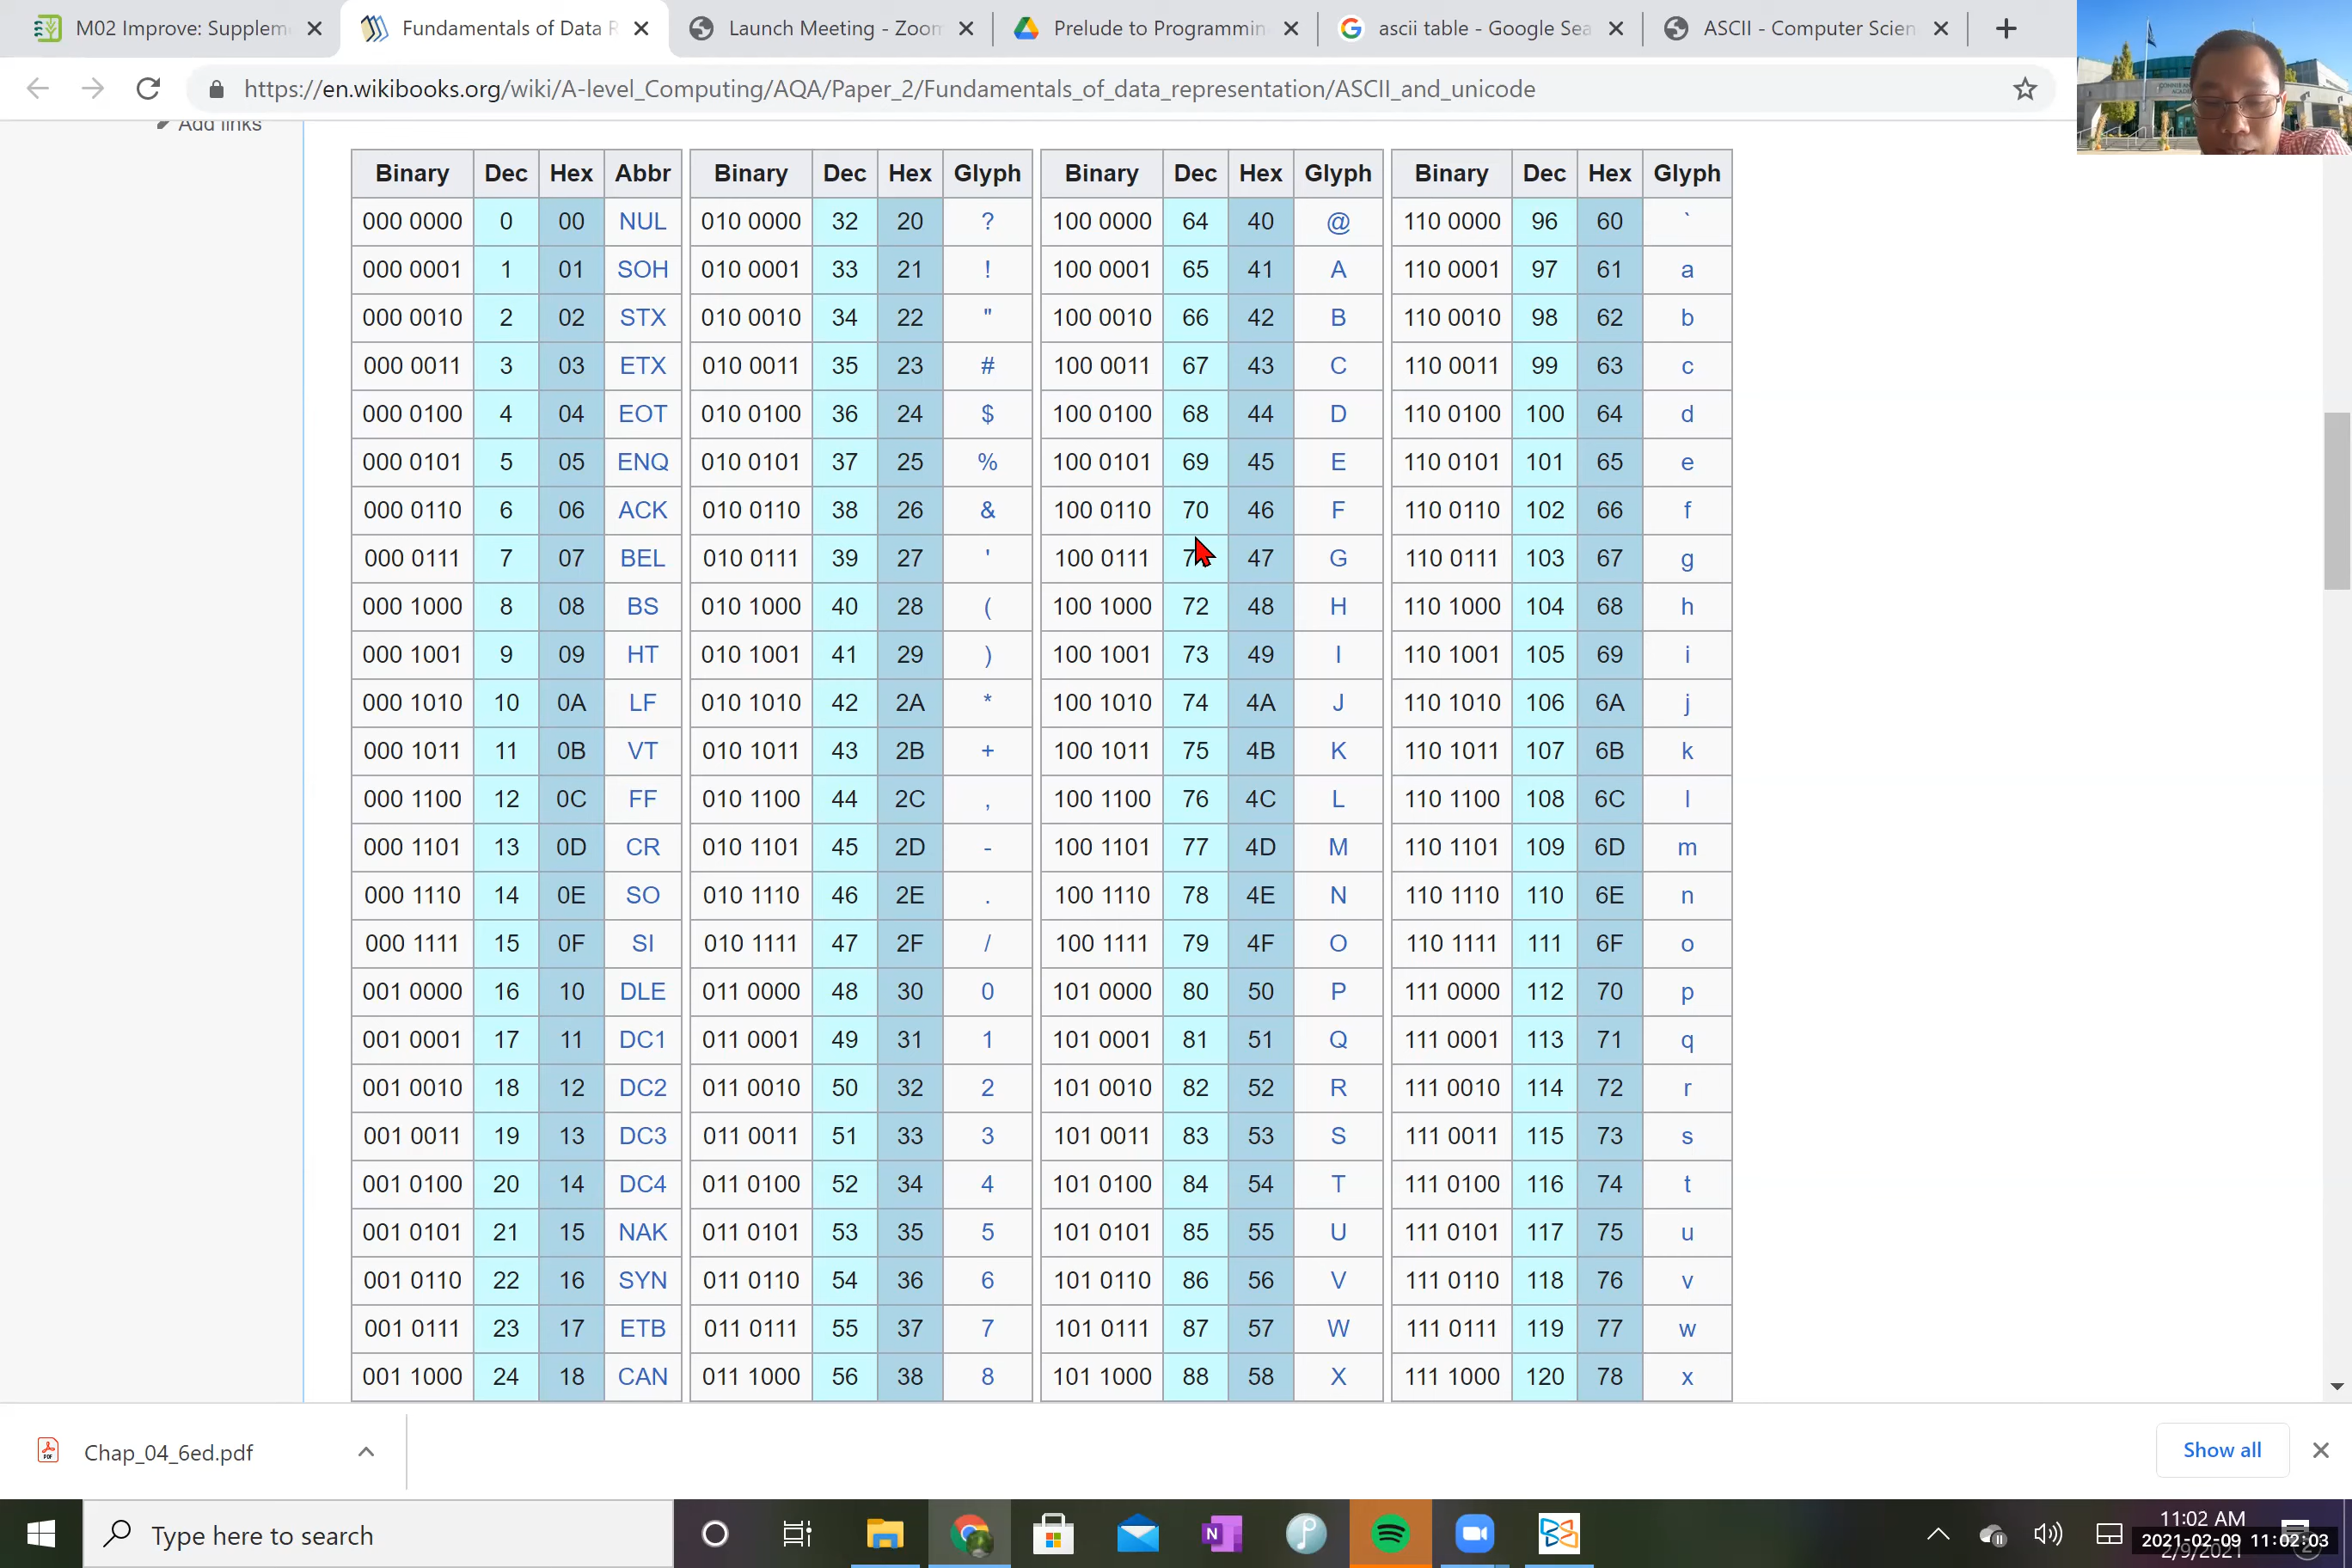 M02 Improve: Supplem
Fundamentals of Data R
Launch Meeting - Zoom
Prelude to Programmin
ascii table - Google Sea
ASCII - Computer Scien
https://en.wikibooks.org/wiki/A-level_Computing/AQA/Paper_2/Fundamentals_of_data_representation/ASCII_and_unicode
Add links
Binary Dec Hex Abbr Binary Dec Hex Glyph Binary Dec Hex Glyph Binary Dec Hex Glyph
000 0000 0 00 NUL 010 0000 32 20 ? 100 0000 64 40 @ 110 0000 96 60 `
000 0001 1 01 SOH 010 0001 33 21 ! 100 0001 65 41 A 110 0001 97 61 a
000 0010 2 02 STX 010 0010 34 22 " 100 0010 66 42 B 110 0010 98 62 b
000 0011 3 03 ETX 010 0011 35 23 # 100 0011 67 43 C 110 0011 99 63 c
000 0100 4 04 EOT 010 0100 36 24 $ 100 0100 68 44 D 110 0100 100 64 d
000 0101 5 05 ENQ 010 0101 37 25 % 100 0101 69 45 E 110 0101 101 65 e
000 0110 6 06 ACK 010 0110 38 26 & 100 0110 70 46 F 110 0110 102 66 f
000 0111 7 07 BEL 010 0111 39 27 ' 100 0111 7 47 G 110 0111 103 67 g
000 1000 8 08 BS 010 1000 40 28 ( 100 1000 72 48 H 110 1000 104 68 h
000 1001 9 09 HT 010 1001 41 29 ) 100 1001 73 49 I 110 1001 105 69 i
000 1010 10 0A LF 010 1010 42 2A * 100 1010 74 4A J 110 1010 106 6A j
000 1011 11 0B VT 010 1011 43 2B + 100 1011 75 4B K 110 1011 107 6B k
000 1100 12 0C FF 010 1100 44 2C , 100 1100 76 4C L 110 1100 108 6C l
000 1101 13 0D CR 010 1101 45 2D - 100 1101 77 4D M 110 1101 109 6D m
000 1110 14 0E SO 010 1110 46 2E . 100 1110 78 4E N 110 1110 110 6E n
000 1111 15 0F SI 010 1111 47 2F / 100 1111 79 4F O 110 1111 111 6F o
001 0000 16 10 DLE 011 0000 48 30 0 101 0000 80 50 P 111 0000 112 70 p
001 0001 17 11 DC1 011 0001 49 31 1 101 0001 81 51 Q 111 0001 113 71 q
001 0010 18 12 DC2 011 0010 50 32 2 101 0010 82 52 R 111 0010 114 72 r
001 0011 19 13 DC3 011 0011 51 33 3 101 0011 83 53 S 111 0011 115 73 s
001 0100 20 14 DC4 011 0100 52 34 4 101 0100 84 54 T 111 0100 116 74 t
001 0101 21 15 NAK 011 0101 53 35 5 101 0101 85 55 U 111 0101 117 75 u
001 0110 22 16 SYN 011 0110 54 36 6 101 0110 86 56 V 111 0110 118 76 v
001 0111 23 17 ETB 011 0111 55 37 7 101 0111 87 57 W 111 0111 119 77 w
001 1000 24 18 CAN 011 1000 56 38 8 101 1000 88 58 X 111 1000 120 78 x
Chap_04_6ed.pdf
Show all
Type here to search
11:02 AM
2021-02-09 11:02:03
2/9/2021